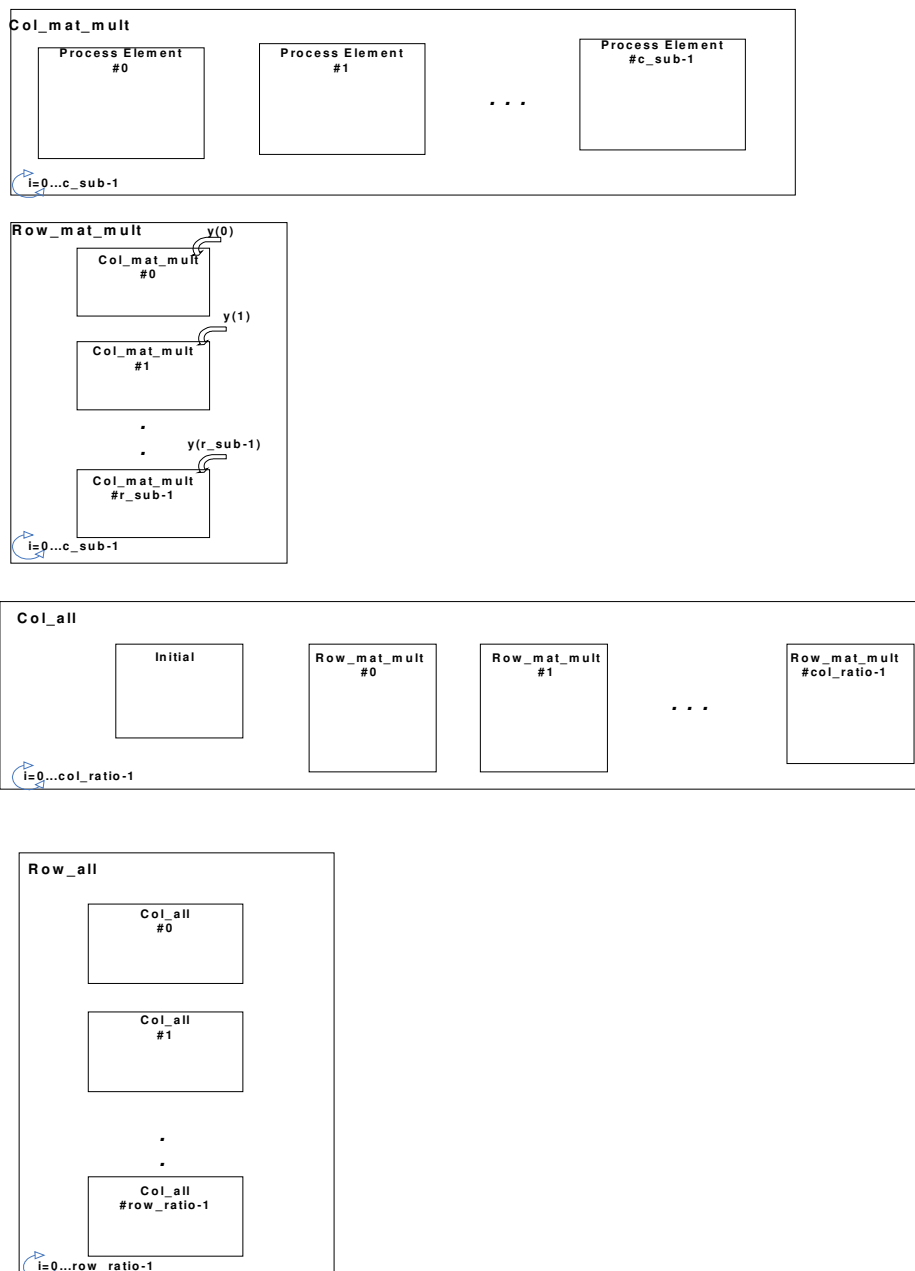 Col_mat_mult
Process Element
#0
Process Element
#1
. . .
Process Element
#c_sub-1
i=0...c_sub-1
Row_mat_mult
y(0)
Col_mat_mult
#0
y(1)
Col_mat_mult
#1
.
.
y(r_sub-1)
Col_mat_mult
#r_sub-1
i=0...c_sub-1
Col_all
Initial
Row_mat_mult
#0
Row_mat_mult
#1
. . .
Row_mat_mult
#col_ratio-1
i=0...col_ratio-1
Row_all
Col_all
#0
Col_all
#1
.
.
Col_all
#row_ratio-1
i=0...row_ratio-1